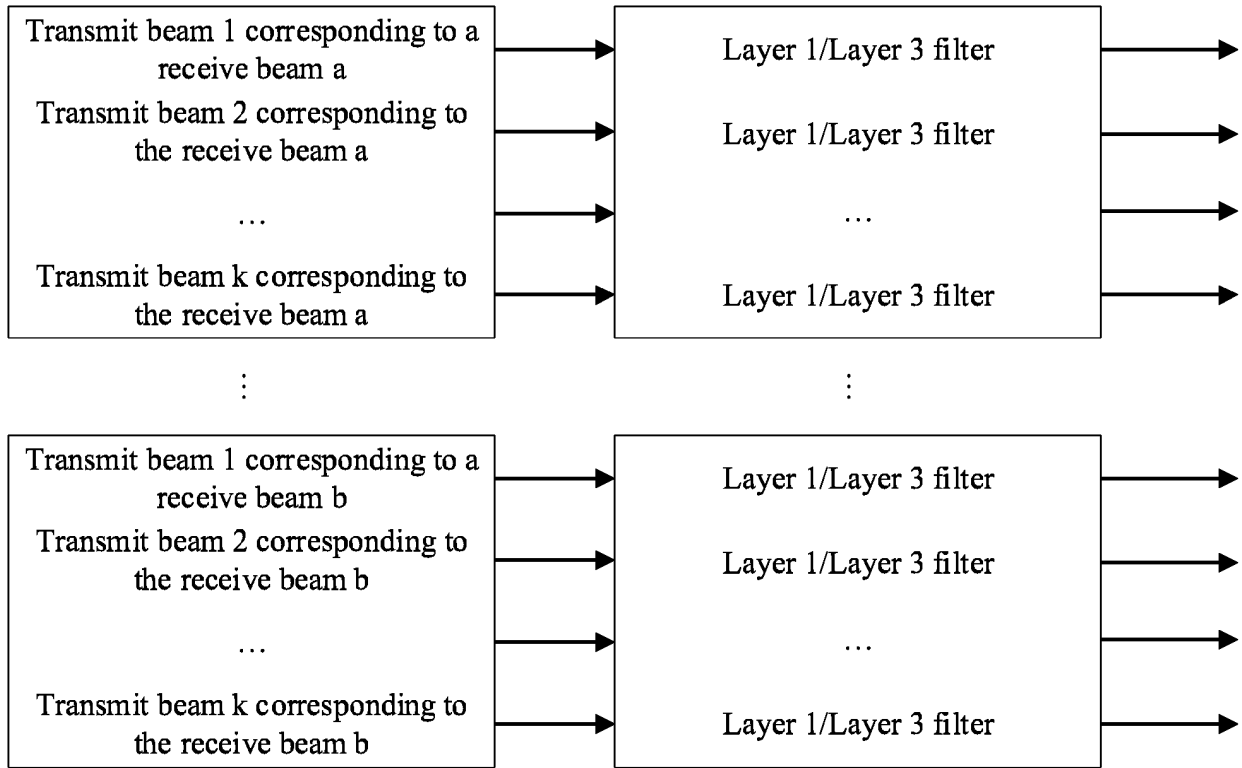 Transmit beam 1 corresponding to a
receive beam a
Layer 1/Layer 3 filter
Transmit beam 2 corresponding to
the receive beam a
Layer 1/Layer 3 filter
…
…
Transmit beam k corresponding to
the receive beam a
Layer 1/Layer 3 filter
⋮
⋮
Transmit beam 1 corresponding to a
receive beam b
Layer 1/Layer 3 filter
Transmit beam 2 corresponding to
the receive beam b
Layer 1/Layer 3 filter
…
…
Transmit beam k corresponding to
the receive beam b
Layer 1/Layer 3 filter